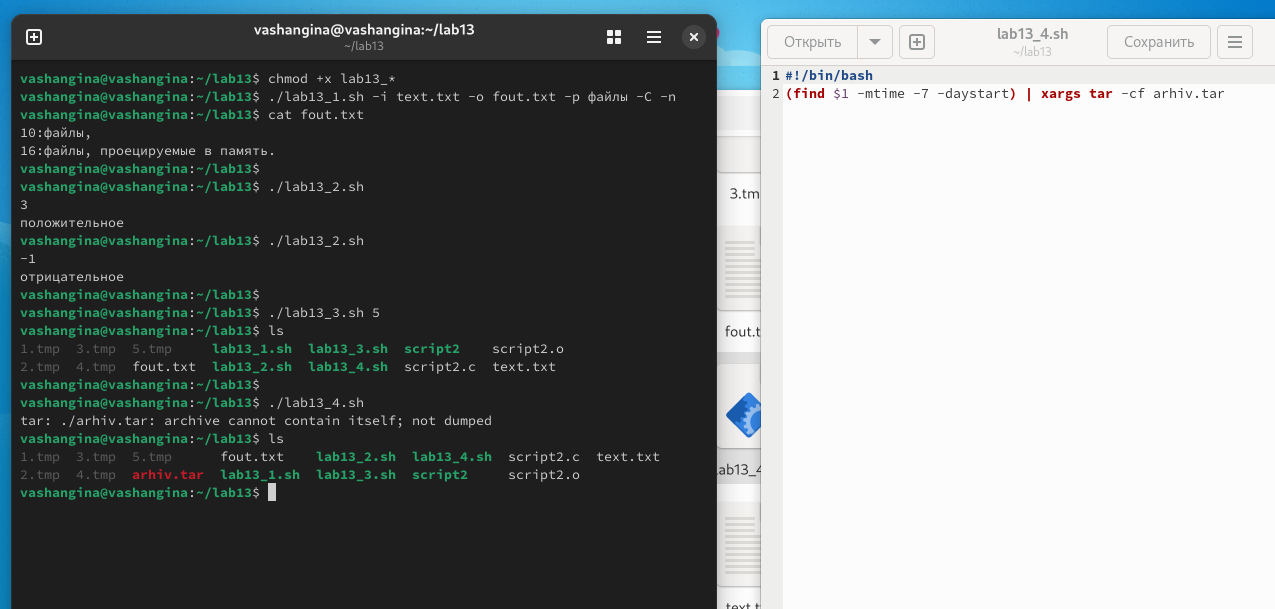 vashangina@vashangina:~/lab13
~/lab13
vashangina@vashangina:~/lab13$ chmod +x lab13_*
vashangina@vashangina:~/lab13$ ./lab13_1.sh -i text.txt -o fout.txt -p файлы -C -n
vashangina@vashangina:~/lab13$ cat fout.txt
10:файлы,
16:файлы, проецируемые в память.
vashangina@vashangina:~/lab13$
vashangina@vashangina:~/lab13$ ./lab13_2.sh
3
положительное
vashangina@vashangina:~/lab13$ ./lab13_2.sh
-1
отрицательное
vashangina@vashangina:~/lab13$
vashangina@vashangina:~/lab13$ ./lab13_3.sh 5
vashangina@vashangina:~/lab13$ ls
1.tmp 3.tmp 5.tmp lab13_1.sh lab13_3.sh script2 script2.o
2.tmp 4.tmp fout.txt lab13_2.sh lab13_4.sh script2.c text.txt
vashangina@vashangina:~/lab13$
vashangina@vashangina:~/lab13$ ./lab13_4.sh
tar: ./arhiv.tar: archive cannot contain itself; not dumped
vashangina@vashangina:~/lab13$ ls
1.tmp 3.tmp 5.tmp fout.txt lab13_2.sh lab13_4.sh script2.c text.txt
2.tmp 4.tmp arhiv.tar lab13_1.sh lab13_3.sh script2 script2.o
vashangina@vashangina:~/lab13$
3.tm
fout.t
lab13_4
text.t
Открыть
lab13_4.sh
~/lab13
Сохранить
1 #!/bin/bash
2 (find $1 -mtime -7 -daystart) | xargs tar -cf arhiv.tar